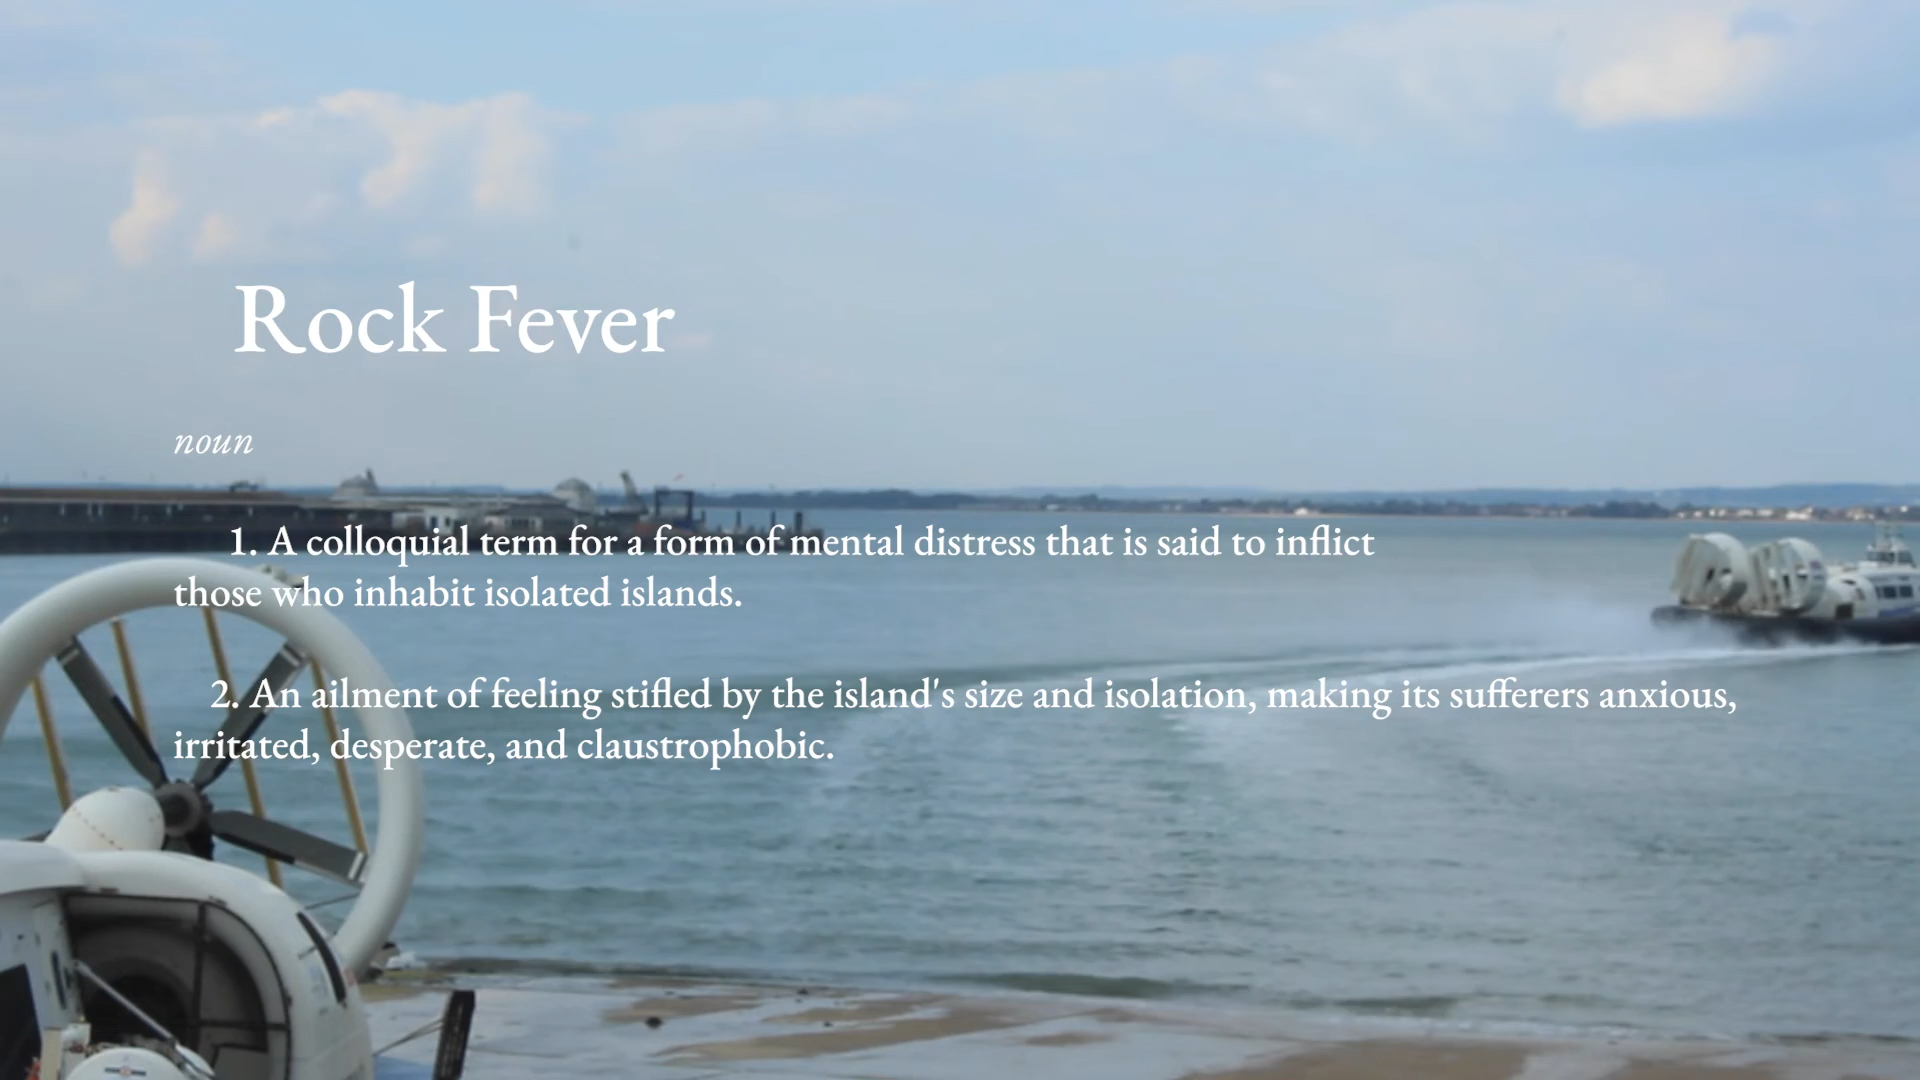 Rock Fever
noun
1. A colloquial term for a form of mental distress that is said to inflict
those who inhabit isolated islands.
2. An ailment of feeling stifled by the island's size and isolation, making its sufferers anxious,
irritated, desperate, and claustrophobic.